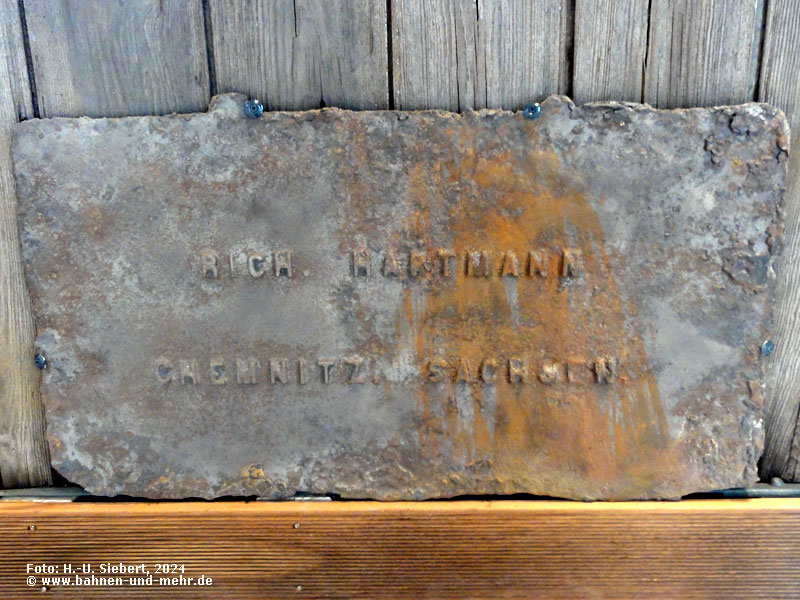 RICH. HARTMANN
CHEMNITZ. SACHSEN.
Foto: H.-U. Siebert, 2024
© www.bahnen-und-mehr.de